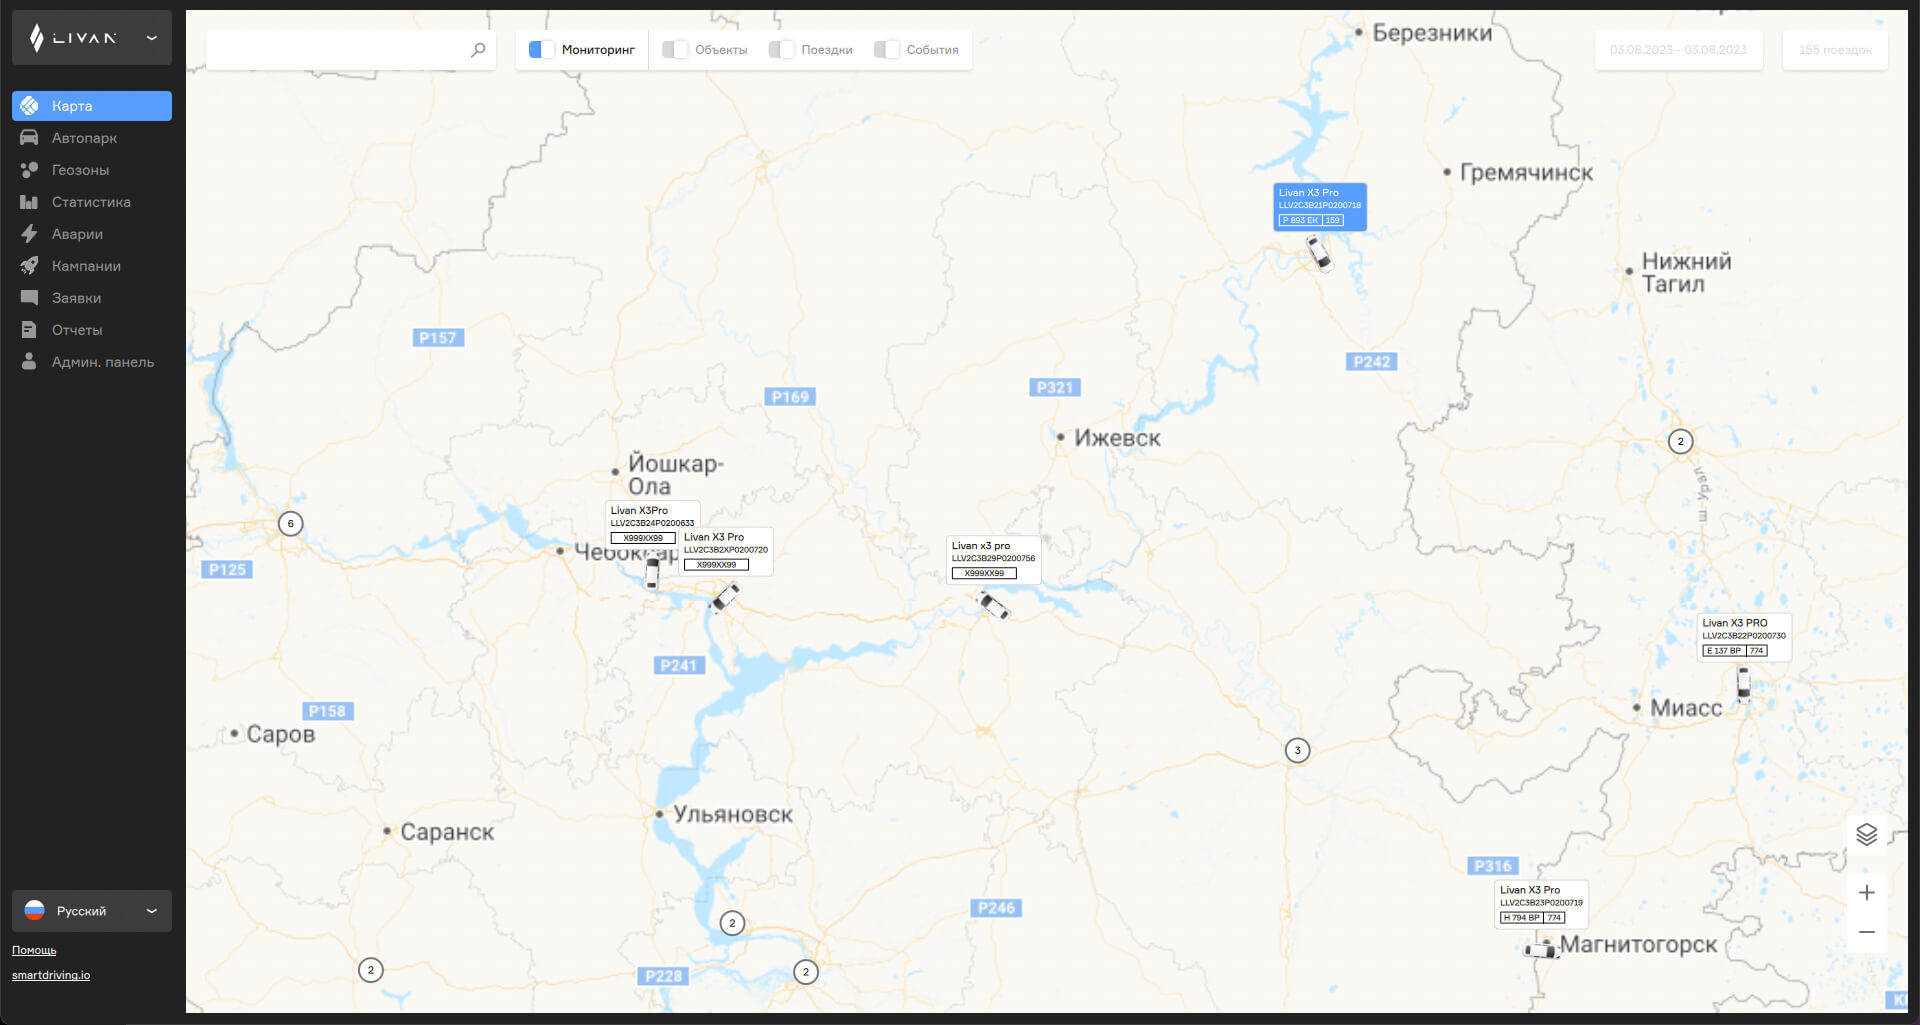 LIVAN
Карта
Автопарк
Геозоны
Статистика
Аварии
Кампании
Заявки
Отчеты
Админ. панель
Русский
Помощь
smartdriving.io
Мониторинг
Объекты
Поездки
События
03.08.2023 - 03.08.2023
155 поездок
Березники
Гремячинск
Livan X3 Pro
LLV2C3B21P0200718
Р 893 ЕК 159
Нижний
Тагил
Р157
Р242
Р169
Р321
Ижевск
2
ш. Урал
Йошкар-
Ола
6
Livan X3Pro
LLV2C3B24P0200633
X999XX99
Livan X3 Pro
LLV2C3B2XP0200720
X999XX99
Livan x3 pro
LLV2C3B29P0200756
X999XX99
Р125
Livan X3 PRO
LLV2C3B22P0200730
Е 137 ВР 774
Р241
Р158
Миасс
Саров
3
Ульяновск
Саранск
Р316
Livan X3 Pro
LLV2C3B23P0200719
Н 794 ВР 774
Р246
2
Магнитогорск
2
2
Р228